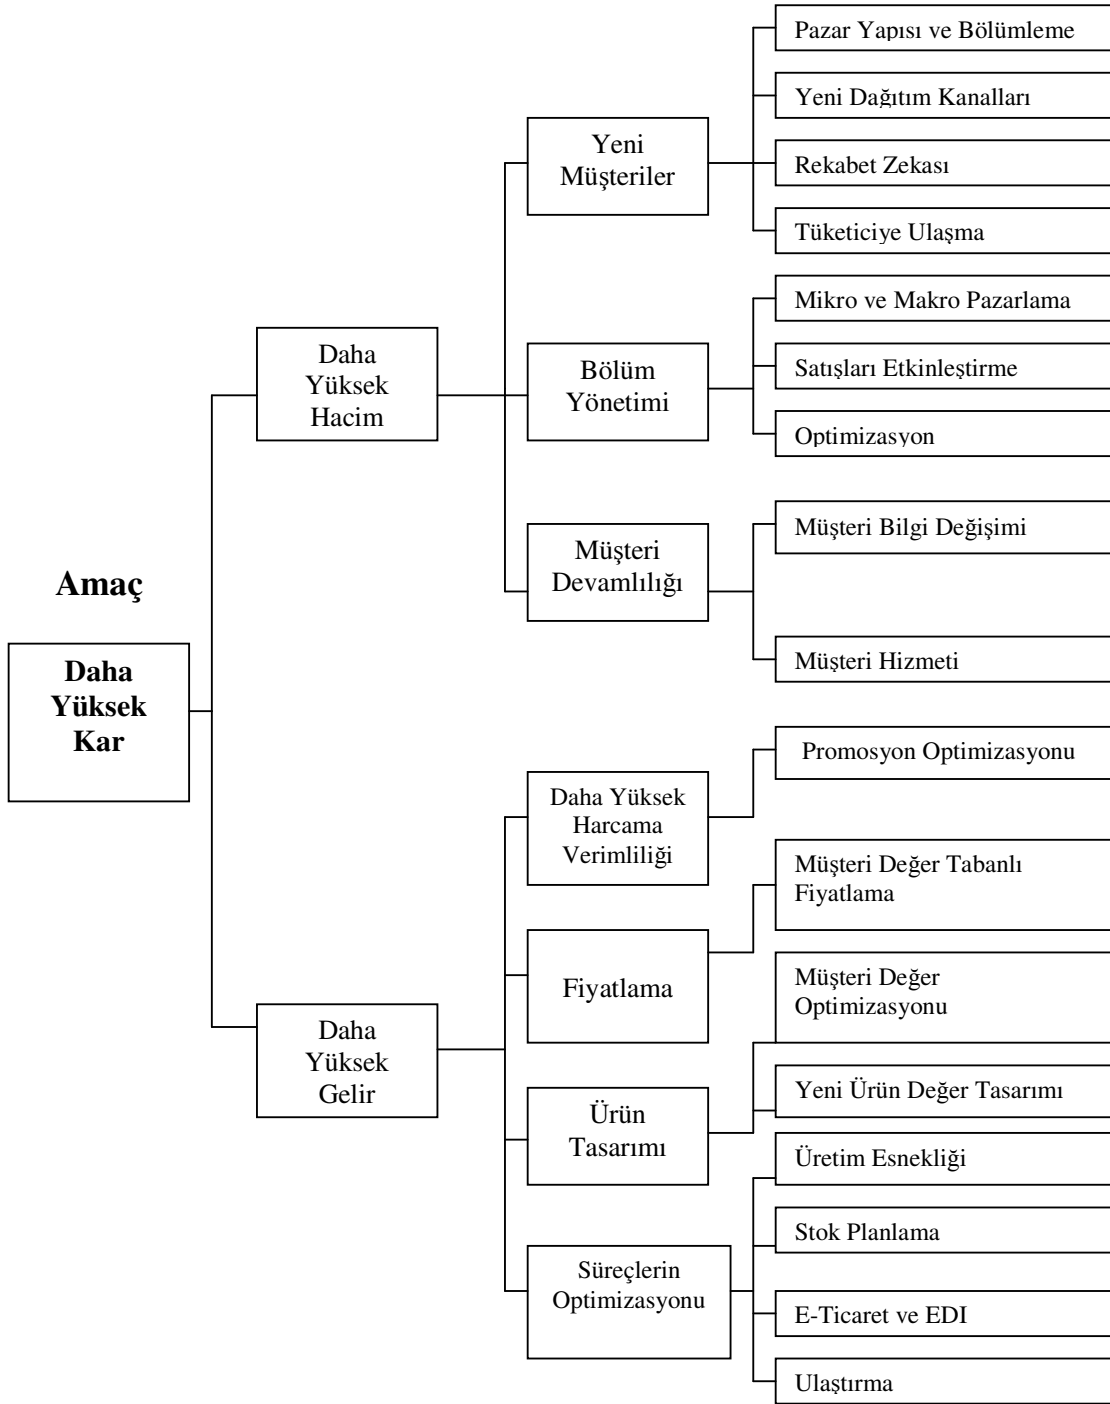 Amaç
Daha
Yüksek
Kar
Daha
Yüksek
Hacim
Yeni
Müşteriler
Pazar Yapısı ve Bölümleme
Yeni Dağıtım Kanalları
Rekabet Zekası
Tüketiciye Ulaşma
Bölüm
Yönetimi
Mikro ve Makro Pazarlama
Satışları Etkinleştirme
Optimizasyon
Müşteri
Devamlılığı
Müşteri Bilgi Değişimi
Müşteri Hizmeti
Daha
Yüksek
Gelir
Daha Yüksek
Harcama
Verimliliği
Promosyon Optimizasyonu
Fiyatlama
Müşteri Değer Tabanlı
Fiyatlama
Ürün
Tasarımı
Müşteri Değer
Optimizasyonu
Yeni Ürün Değer Tasarımı
Süreçlerin
Optimizasyonu
Üretim Esnekliği
Stok Planlama
E-Ticaret ve EDI
Ulaştırma